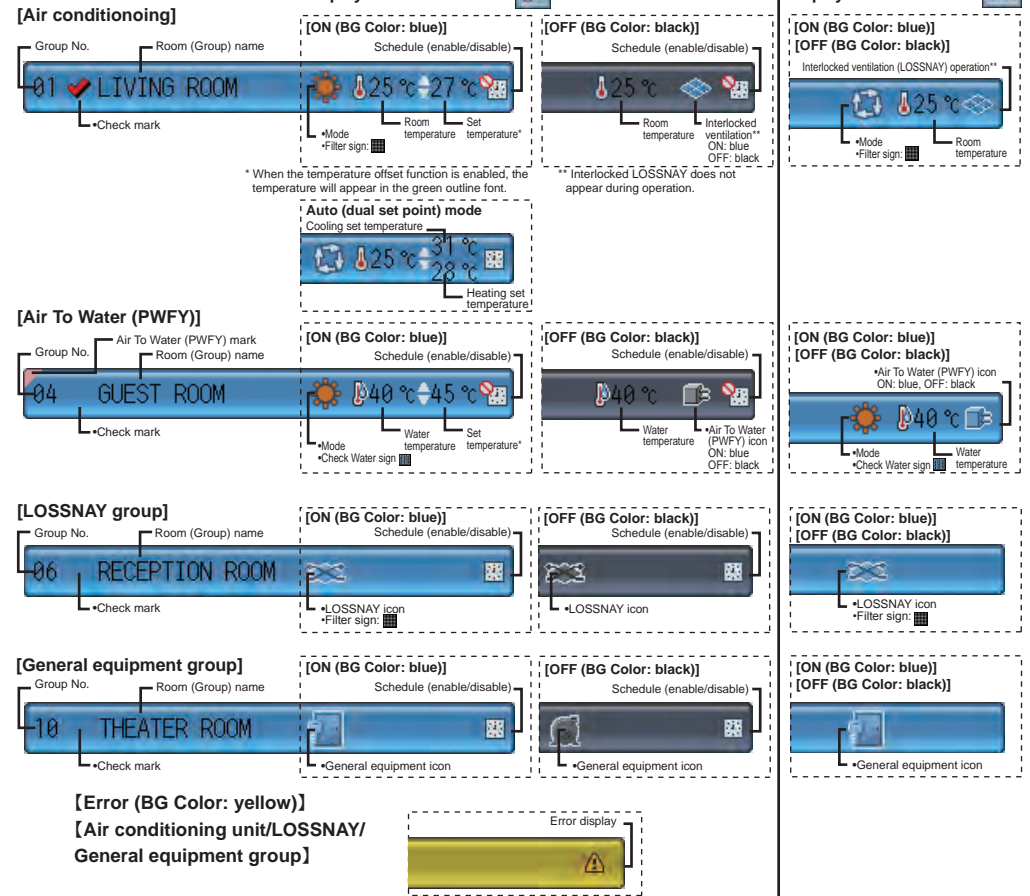 [Air conditionoing]
Group No.
Room (Group) name
01 LIVING ROOM
•Check mark
[ON (BG Color: blue)]
Schedule (enable/disable)
25 °C 27 °C
•Mode
•Filter sign:
Room temperature
Set temperature*
[OFF (BG Color: black)]
Schedule (enable/disable)
25 °C
Room temperature
Interlocked ventilation**
ON: blue
OFF: black
[ON (BG Color: blue)]
[OFF (BG Color: black)]
Interlocked ventilation (LOSSNAY) operation**
25 °C
•Mode
•Filter sign:
Room temperature
* When the temperature offset function is enabled, the
temperature will appear in the green outline font.
** Interlocked LOSSNAY does not
appear during operation.
Auto (dual set point) mode
Cooling set temperature
31 °C
25 °C
28 °C
Heating set
temperature
[Air To Water (PWFY)]
Air To Water (PWFY) mark
Group No.
Room (Group) name
04 GUEST ROOM
•Check mark
[ON (BG Color: blue)]
Schedule (enable/disable)
40 °C 45 °C
•Mode
•Check Water sign
Water temperature
Set temperature*
[OFF (BG Color: black)]
Schedule (enable/disable)
40 °C
Water temperature
•Air To Water
(PWFY) icon
ON: blue
OFF: black
[ON (BG Color: blue)]
[OFF (BG Color: black)]
•Air To Water (PWFY) icon
ON: blue, OFF: black
40 °C
•Mode
•Check Water sign
Water temperature
[LOSSNAY group]
Group No.
Room (Group) name
06 RECEPTION ROOM
•Check mark
[ON (BG Color: blue)]
Schedule (enable/disable)
•LOSSNAY icon
•Filter sign:
[OFF (BG Color: black)]
Schedule (enable/disable)
•LOSSNAY icon
[ON (BG Color: blue)]
[OFF (BG Color: black)]
•LOSSNAY icon
•Filter sign:
[General equipment group]
Group No.
Room (Group) name
10 THEATER ROOM
•Check mark
[ON (BG Color: blue)]
Schedule (enable/disable)
•General equipment icon
[OFF (BG Color: black)]
Schedule (enable/disable)
•General equipment icon
[ON (BG Color: blue)]
[OFF (BG Color: black)]
•General equipment icon
【Error (BG Color: yellow)】
【Air conditioning unit/LOSSNAY/
General equipment group】
Error display